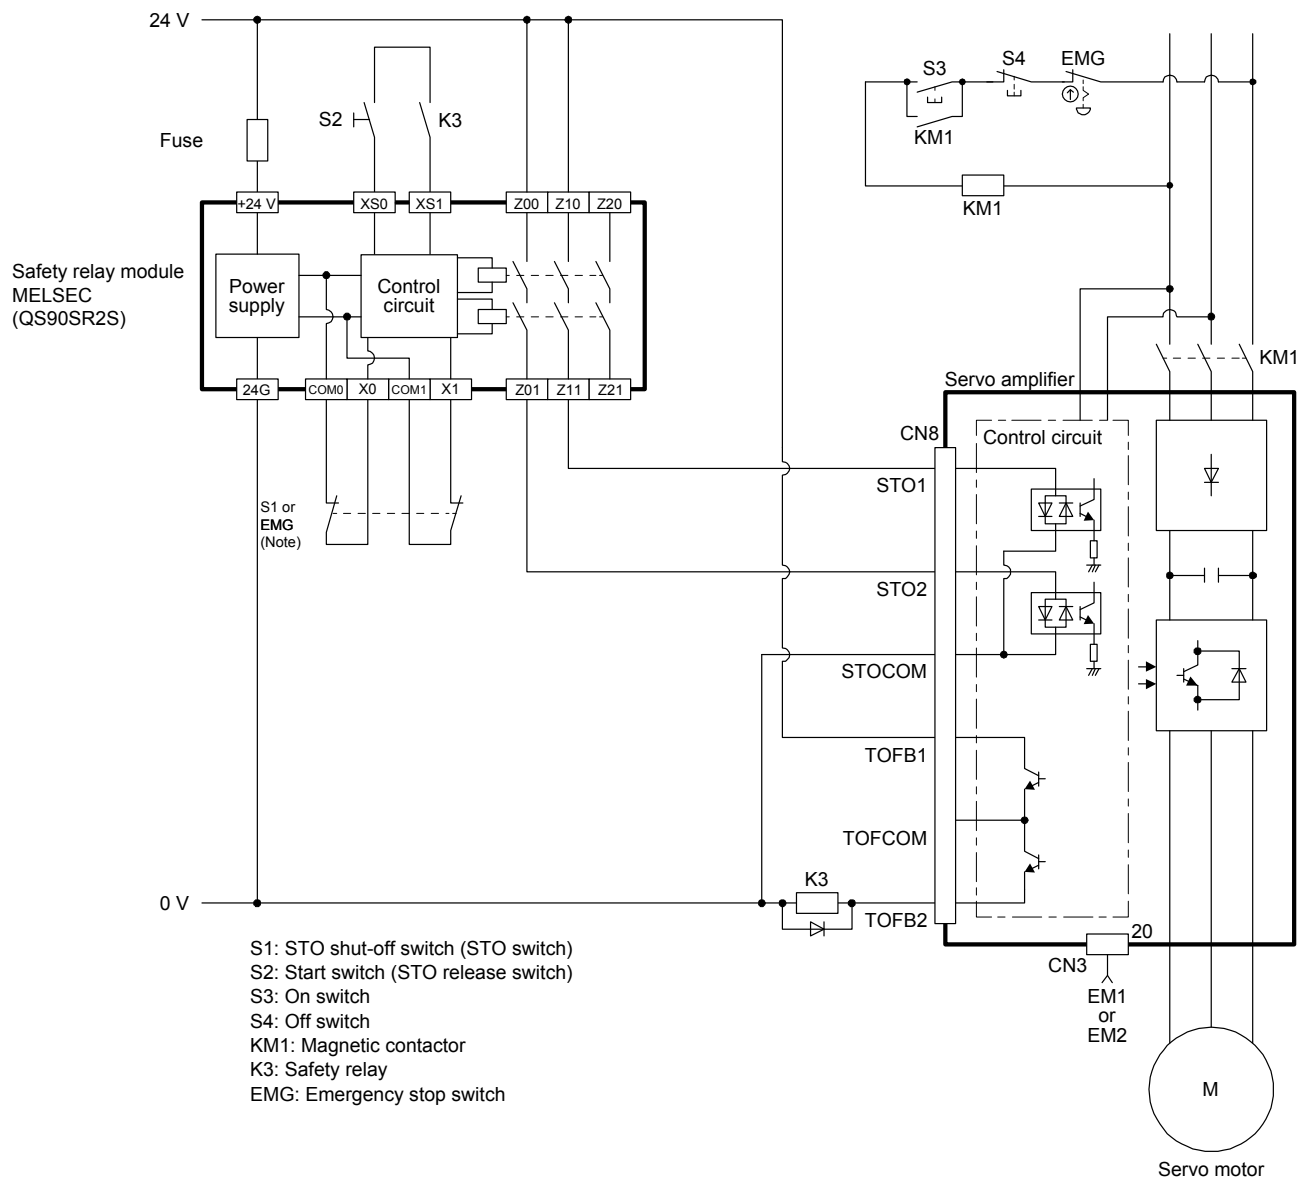 24 V
S3
S4
EMG
S2
K3
Fuse
KM1
KM1
+24 V
XS0
XS1
Z00
Z10
Z20
Safety relay module
MELSEC
(QS90SR2S)
Power
supply
Control
circuit
KM1
24G
COM0
X0
COM1
X1
Z01
Z11
Z21
Servo amplifier
CN8
Control circuit
STO1
S1 or
EMG
(Note)
STO2
STOCOM
TOFB1
TOFCOM
K3
0 V
TOFB2
20
CN3
EM1
or
EM2
S1: STO shut-off switch (STO switch)
S2: Start switch (STO release switch)
S3: On switch
S4: Off switch
KM1: Magnetic contactor
K3: Safety relay
EMG: Emergency stop switch
M
Servo motor